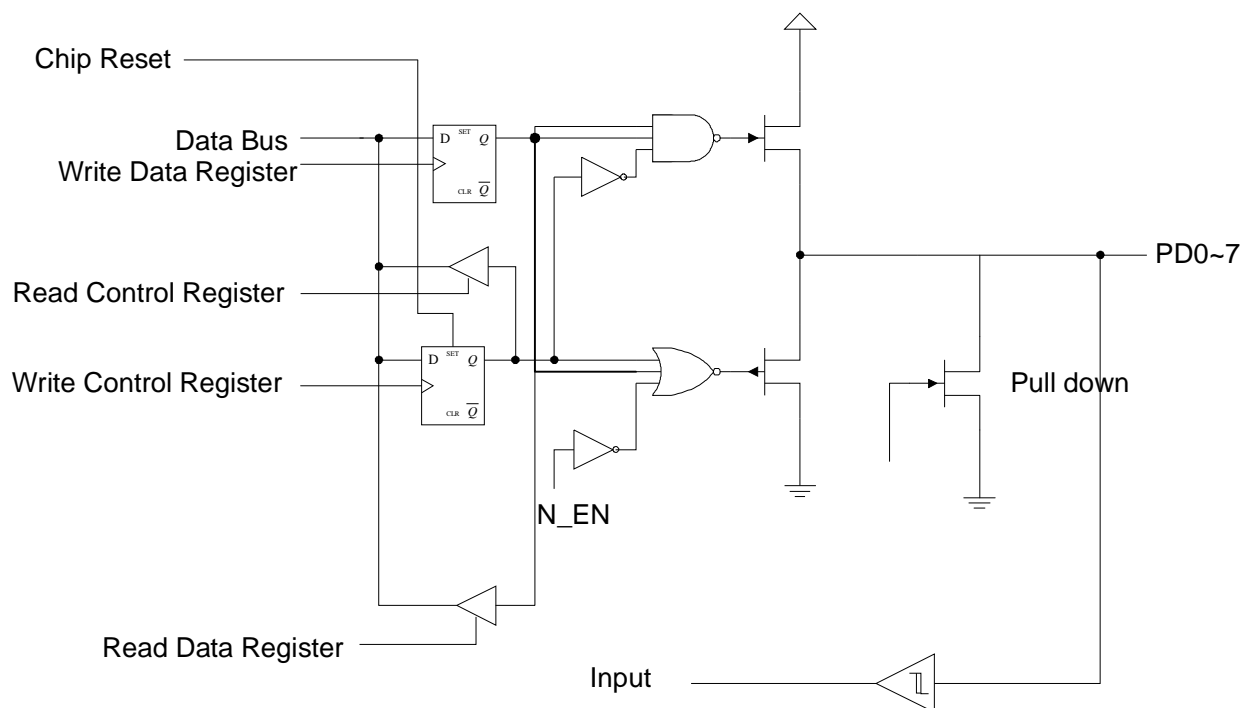 Chip Reset
Data Bus
Write Data Register
D SET Q
CLR Q̅
Read Control Register
Write Control Register
D SET Q
CLR Q̅
N_EN
PD0~7
Pull down
Read Data Register
Input